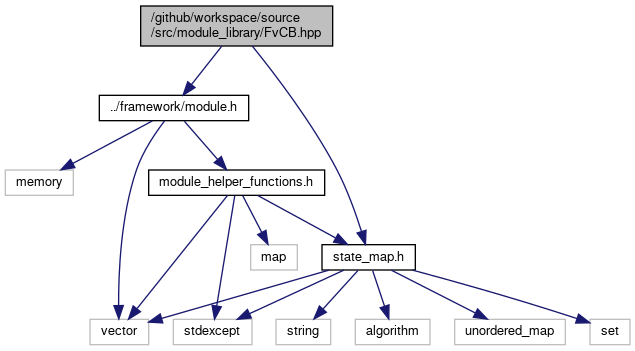 /github/workspace/source
/src/module_library/FvCB.hpp
../framework/module.h
memory
module_helper_functions.h
map
state_map.h
vector
stdexcept
string
algorithm
unordered_map
set